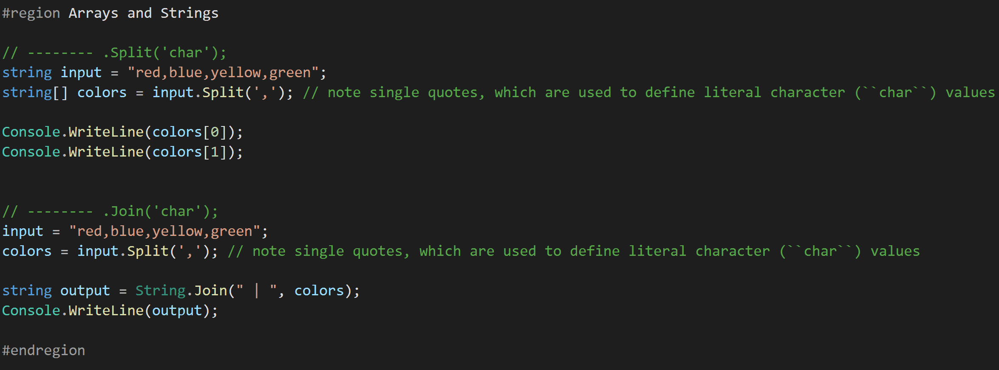 #region Arrays and Strings
// -------- .Split('char');
string input = "red,blue,yellow,green";
string[] colors = input.Split(','); // note single quotes, which are used to define literal character (``char``) values
Console.WriteLine(colors[0]);
Console.WriteLine(colors[1]);
// -------- .Join('char');
input = "red,blue,yellow,green";
colors = input.Split(','); // note single quotes, which are used to define literal character (``char``) values
string output = String.Join(" | ", colors);
Console.WriteLine(output);
#endregion